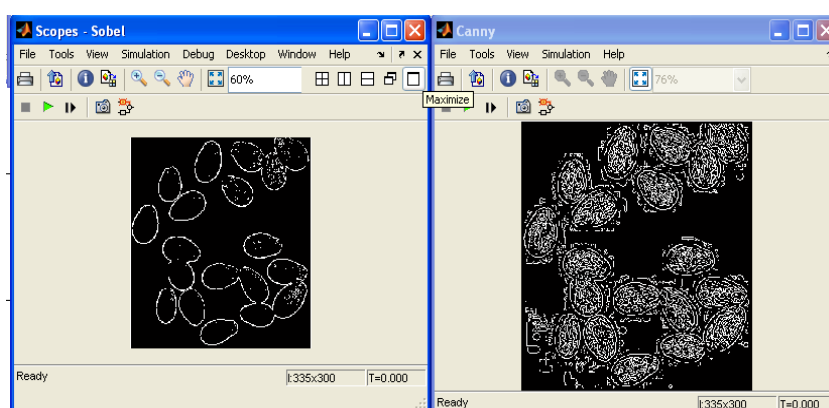 Scopes - Sobel
File Tools View Simulation Debug Desktop Window Help
60%
Maximize
Ready
I:335x300 T=0.000
Canny
File Tools View Simulation Help
76%
Ready
I:335x300 T=0.000